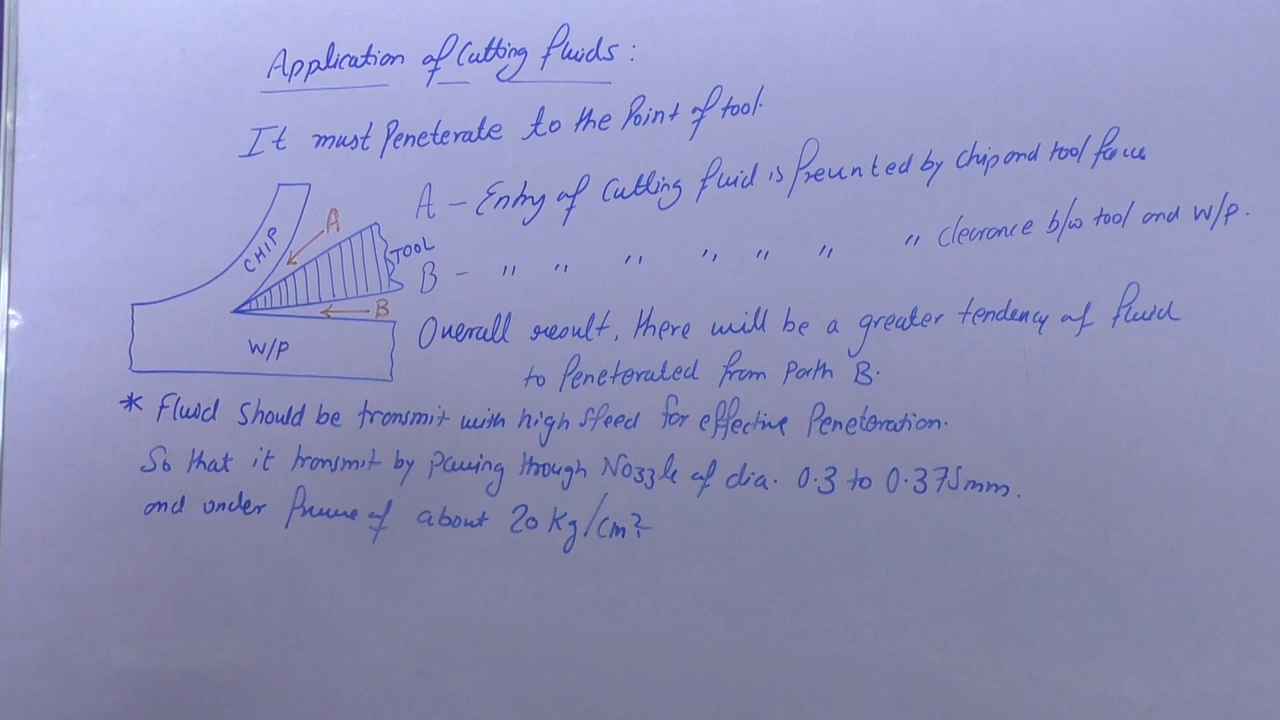 Application of Cutting fluids :
It must Peneterate to the Point of tool.
A - Entry of Cutting fluid is Prevented by Chip and tool force
B - " " " " " " " clearance b/w tool and W/P.
CHIP
A
TOOL
B
W/P
Overall result, there will be a greater tendency of fluid
to Peneterated from Path B.
* Fluid should be transmit with high speed for effective Peneteration.
So that it transmit by passing through Nozzle of dia. 0.3 to 0.375mm.
and under Pressure of about 20 Kg/cm².